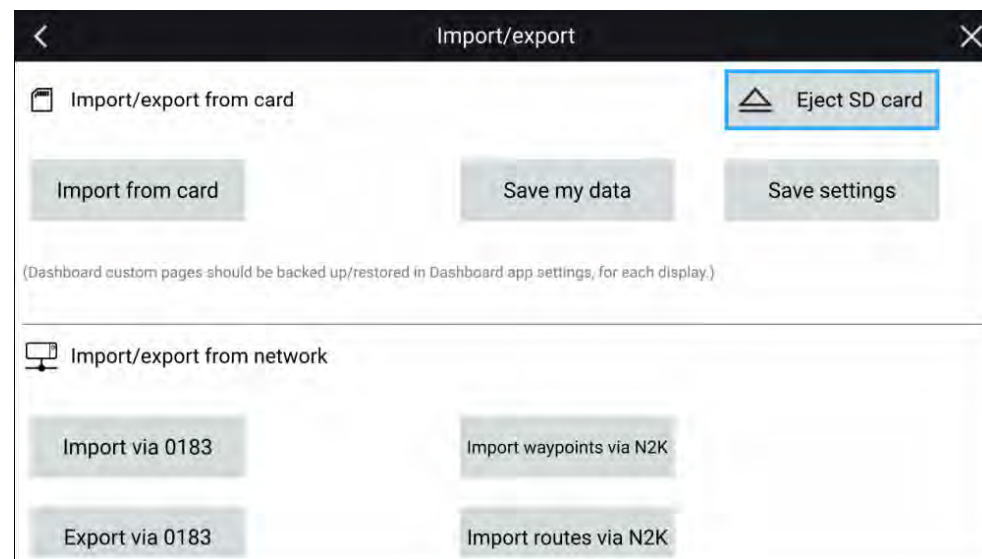 Import/export
Import/export from card
Eject SD card
Import from card
Save my data
Save settings
(Dashboard custom pages should be backed up/restored in Dashboard app settings, for each display.)
Import/export from network
Import via 0183
Import waypoints via N2K
Export via 0183
Import routes via N2K